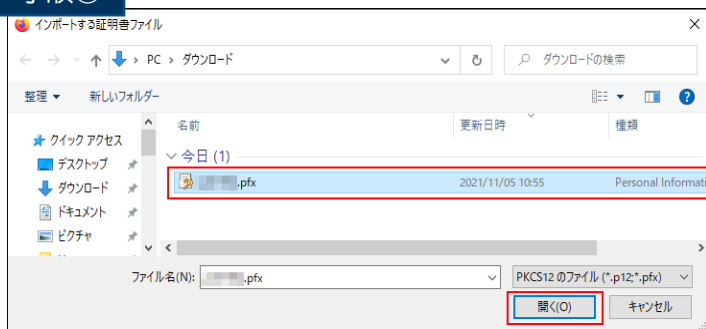 インポートする証明書ファイル
PC › ダウンロード
ダウンロードの検索
整理
新しいフォルダー
名前 更新日時 種類
クイック アクセス
デスクトップ
ダウンロード
ドキュメント
ピクチャ
今日 (1)
.pfx 2021/11/05 10:55 Personal Informati
ファイル名(N): .pfx
PKCS12 のファイル (*.p12;*.pfx)
開く(O) キャンセル